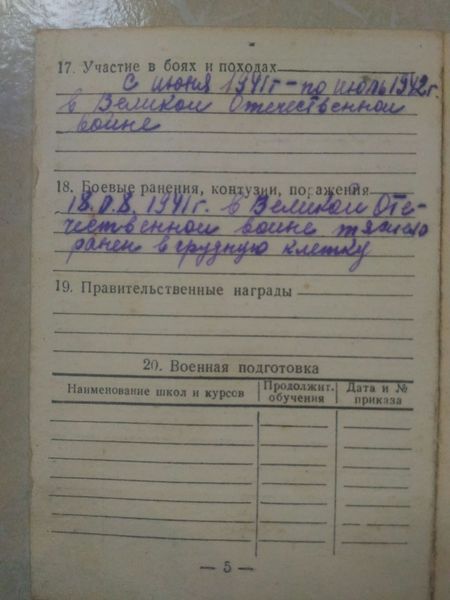 17. Участие в боях и походах
с июня 1941г – по июль 1942г.
в Великой Отечественной
войне
18. Боевые ранения, контузии, поражения
1941г. в Великой Оте-
чественной войне тяжело
ранен в грудную клетку
19. Правительственные награды
20. Военная подготовка
Наименование школ и курсов Продолжит. обучения Дата и № приказа
— 5 —